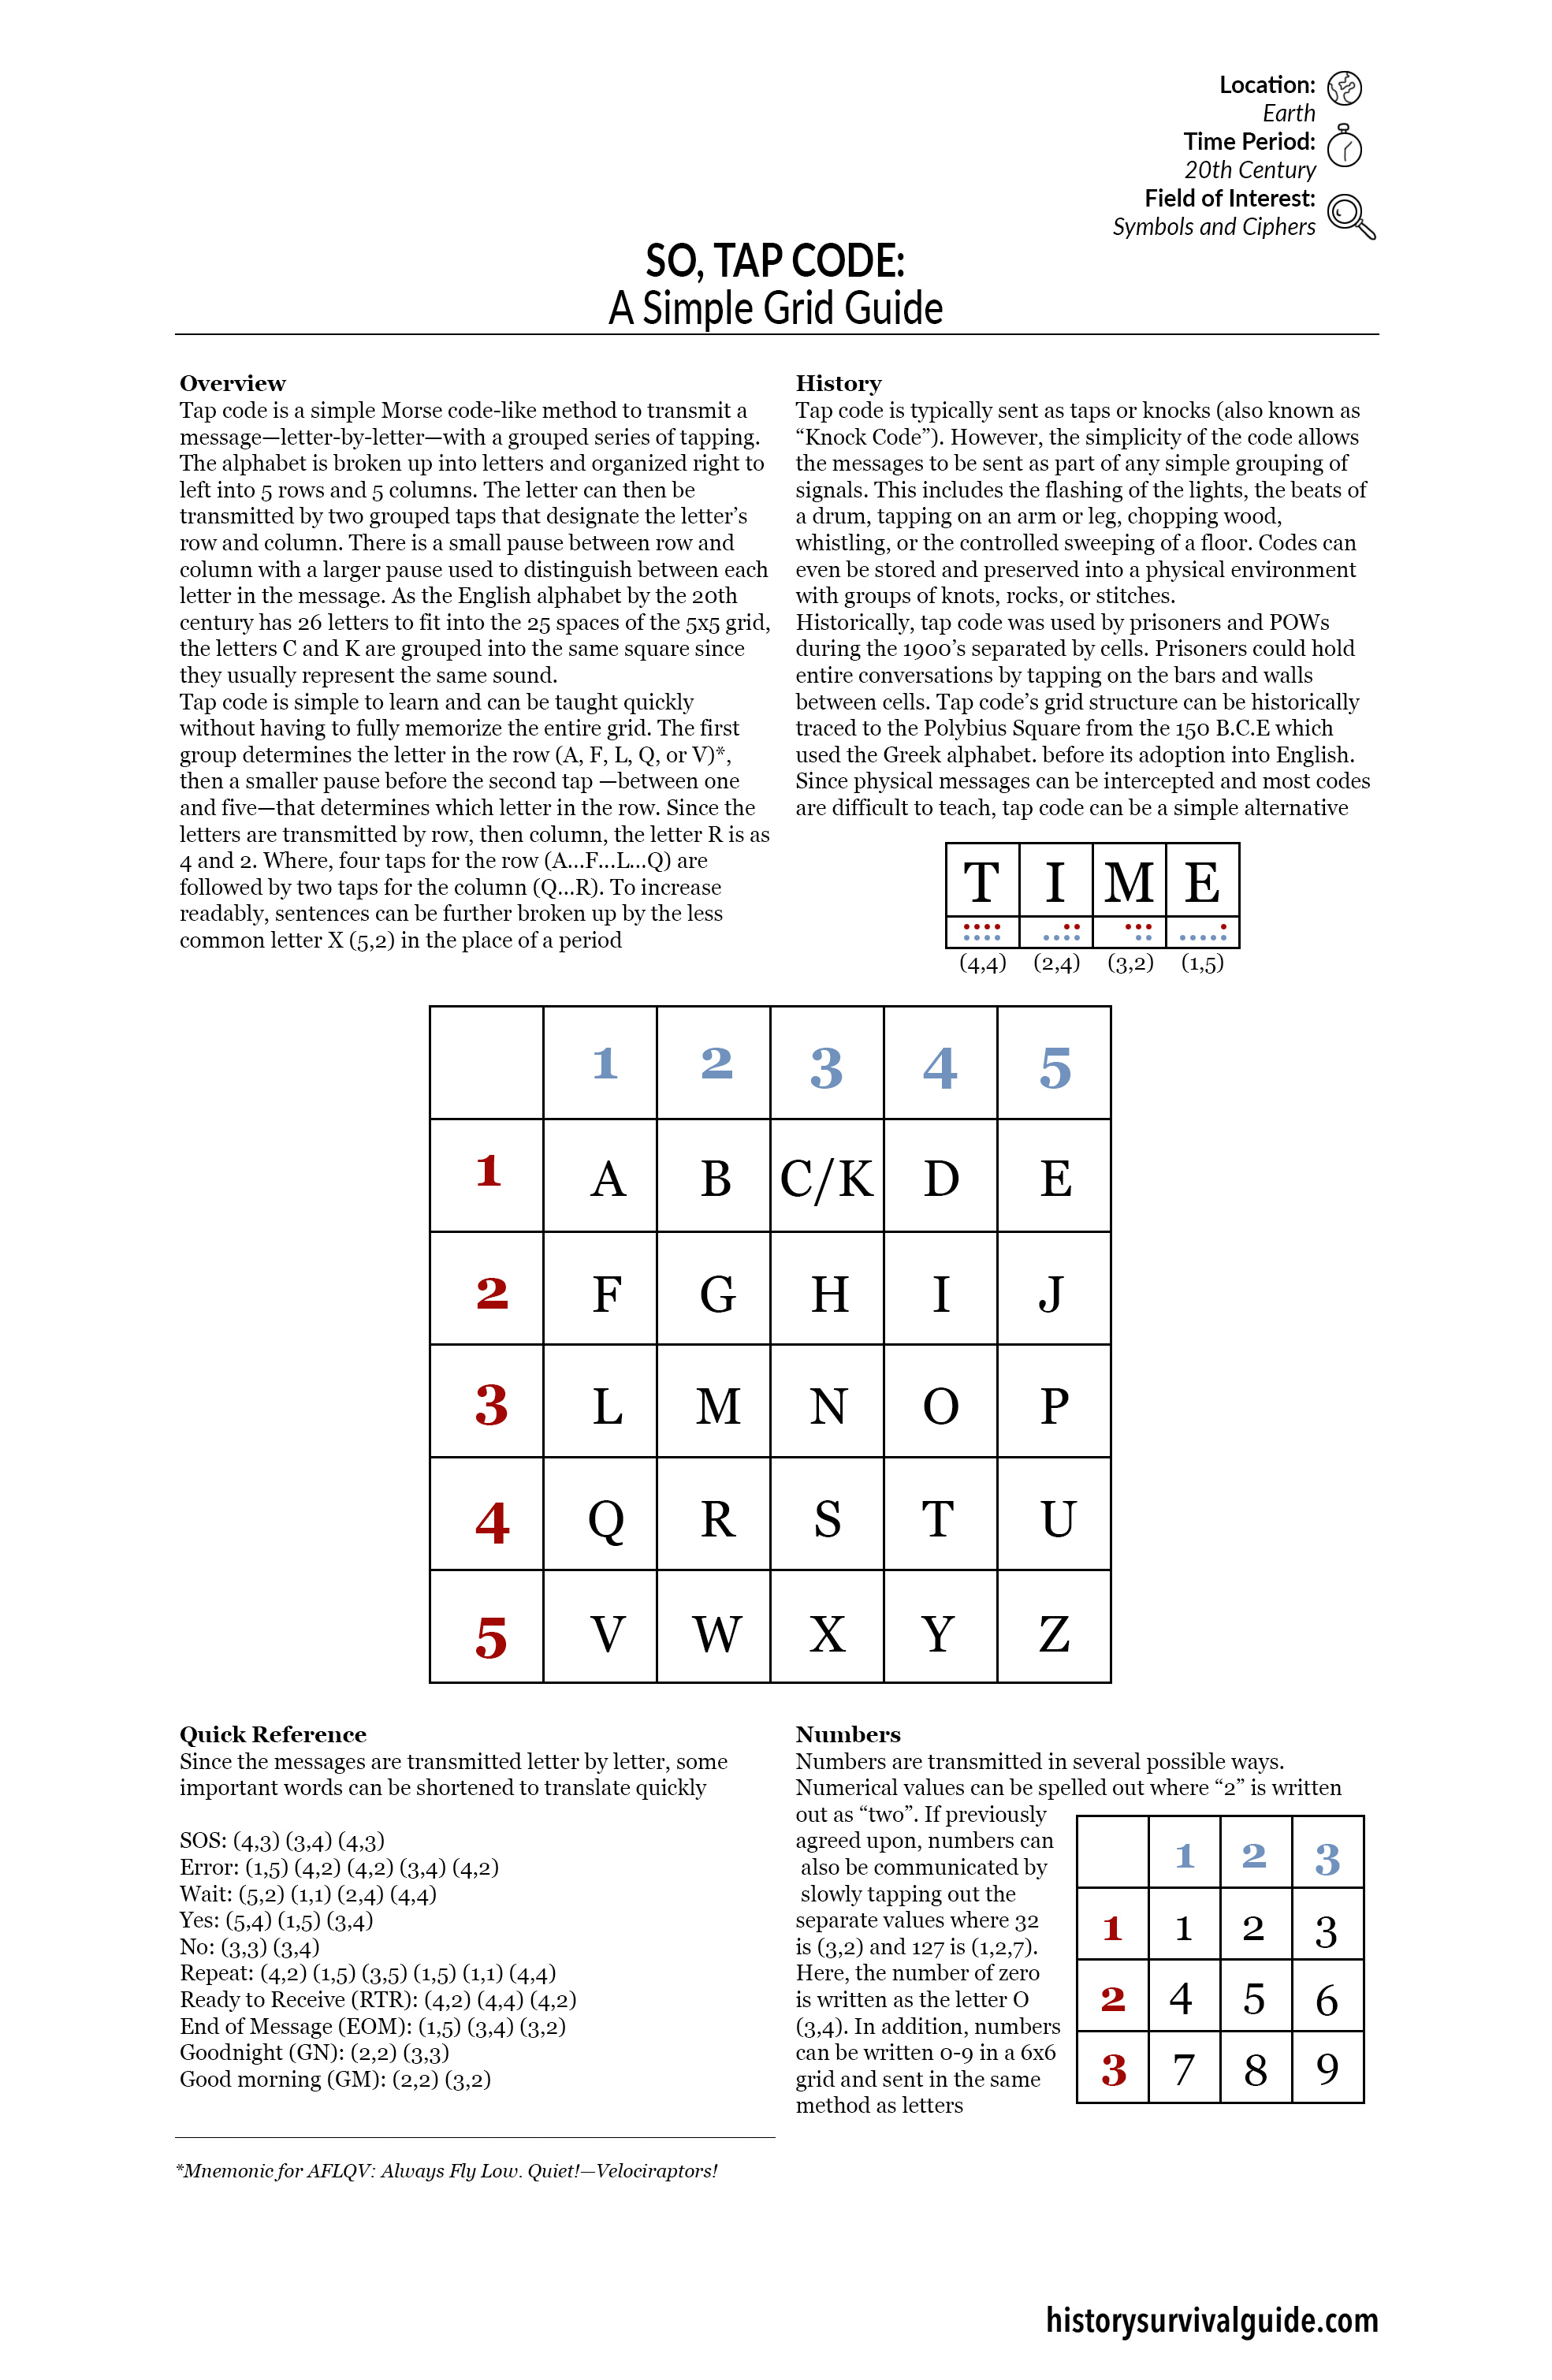 Location:
Earth
Time Period:
20th Century
Field of Interest:
Symbols and Ciphers
SO, TAP CODE:
A Simple Grid Guide
Overview
Tap code is a simple Morse code-like method to transmit a
message—letter-by-letter—with a grouped series of tapping.
The alphabet is broken up into letters and organized right to
left into 5 rows and 5 columns. The letter can then be
transmitted by two grouped taps that designate the letter’s
row and column. There is a small pause between row and
column with a larger pause used to distinguish between each
letter in the message. As the English alphabet by the 20th
century has 26 letters to fit into the 25 spaces of the 5x5 grid,
the letters C and K are grouped into the same square since
they usually represent the same sound.
Tap code is simple to learn and can be taught quickly
without having to fully memorize the entire grid. The first
group determines the letter in the row (A, F, L, Q, or V)*,
then a smaller pause before the second tap —between one
and five—that determines which letter in the row. Since the
letters are transmitted by row, then column, the letter R is as
4 and 2. Where, four taps for the row (A...F...L...Q) are
followed by two taps for the column (Q...R). To increase
readably, sentences can be further broken up by the less
common letter X (5,2) in the place of a period
History
Tap code is typically sent as taps or knocks (also known as
“Knock Code”). However, the simplicity of the code allows
the messages to be sent as part of any simple grouping of
signals. This includes the flashing of the lights, the beats of
a drum, tapping on an arm or leg, chopping wood,
whistling, or the controlled sweeping of a floor. Codes can
even be stored and preserved into a physical environment
with groups of knots, rocks, or stitches.
Historically, tap code was used by prisoners and POWs
during the 1900’s separated by cells. Prisoners could hold
entire conversations by tapping on the bars and walls
between cells. Tap code’s grid structure can be historically
traced to the Polybius Square from the 150 B.C.E which
used the Greek alphabet. before its adoption into English.
Since physical messages can be intercepted and most codes
are difficult to teach, tap code can be a simple alternative
T I M E
(4,4) (2,4) (3,2) (1,5)
1 2 3 4 5
1 A B C/K D E
2 F G H I J
3 L M N O P
4 Q R S T U
5 V W X Y Z
Quick Reference
Since the messages are transmitted letter by letter, some
important words can be shortened to translate quickly
SOS: (4,3) (3,4) (4,3)
Error: (1,5) (4,2) (4,2) (3,4) (4,2)
Wait: (5,2) (1,1) (2,4) (4,4)
Yes: (5,4) (1,5) (3,4)
No: (3,3) (3,4)
Repeat: (4,2) (1,5) (3,5) (1,5) (1,1) (4,4)
Ready to Receive (RTR): (4,2) (4,4) (4,2)
End of Message (EOM): (1,5) (3,4) (3,2)
Goodnight (GN): (2,2) (3,3)
Good morning (GM): (2,2) (3,2)
*Mnemonic for AFLQV: Always Fly Low. Quiet!—Velociraptors!
Numbers
Numbers are transmitted in several possible ways.
Numerical values can be spelled out where “2” is written
out as “two”. If previously
agreed upon, numbers can
also be communicated by
slowly tapping out the
separate values where 32
is (3,2) and 127 is (1,2,7).
Here, the number of zero
is written as the letter O
(3,4). In addition, numbers
can be written 0-9 in a 6x6
grid and sent in the same
method as letters
1 2 3
1 1 2 3
2 4 5 6
3 7 8 9
historysurvivalguide.com